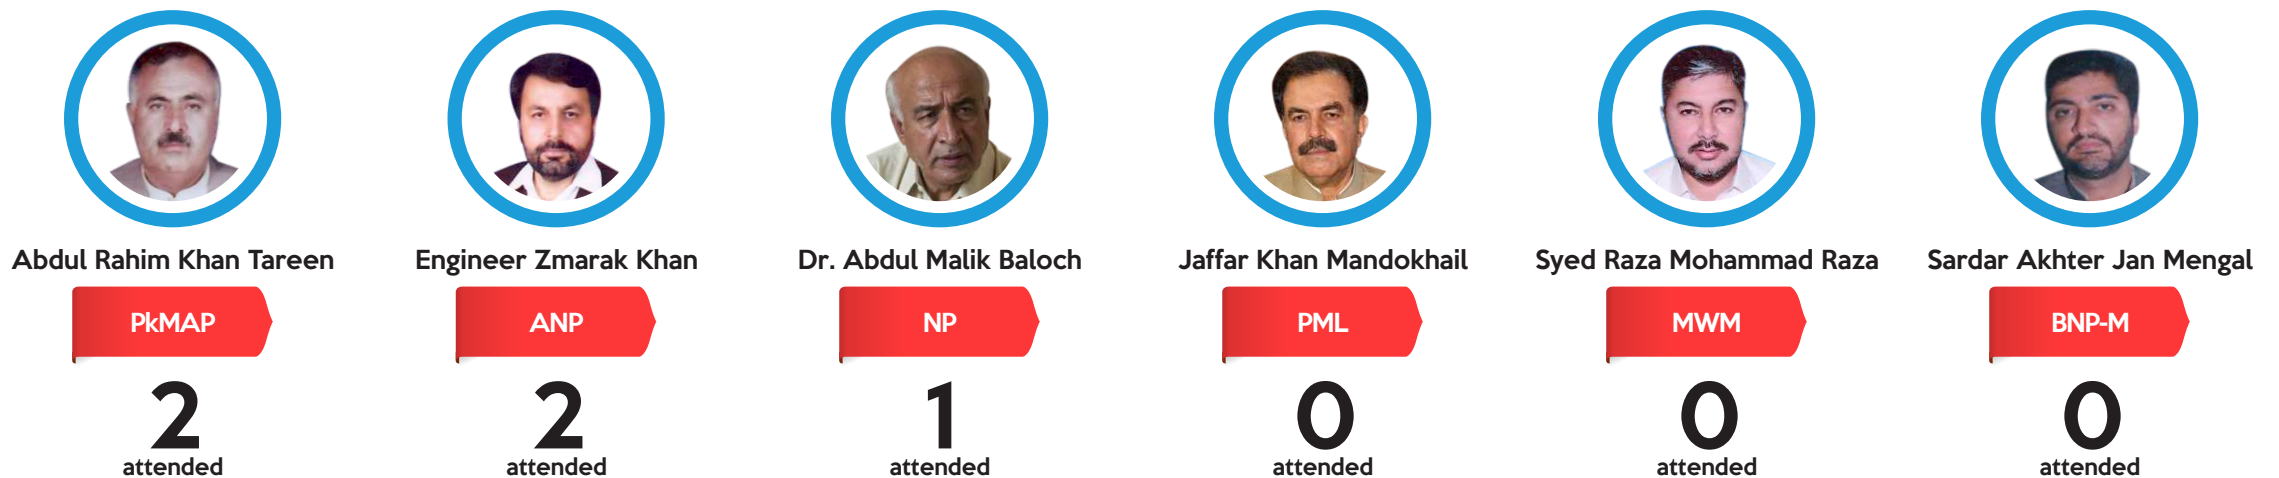 Abdul Rahim Khan Tareen
PkMAP
2
attended
Engineer Zmarak Khan
ANP
2
attended
Dr. Abdul Malik Baloch
NP
1
attended
Jaffar Khan Mandokhail
PML
0
attended
Syed Raza Mohammad Raza
MWM
0
attended
Sardar Akhter Jan Mengal
BNP-M
0
attended